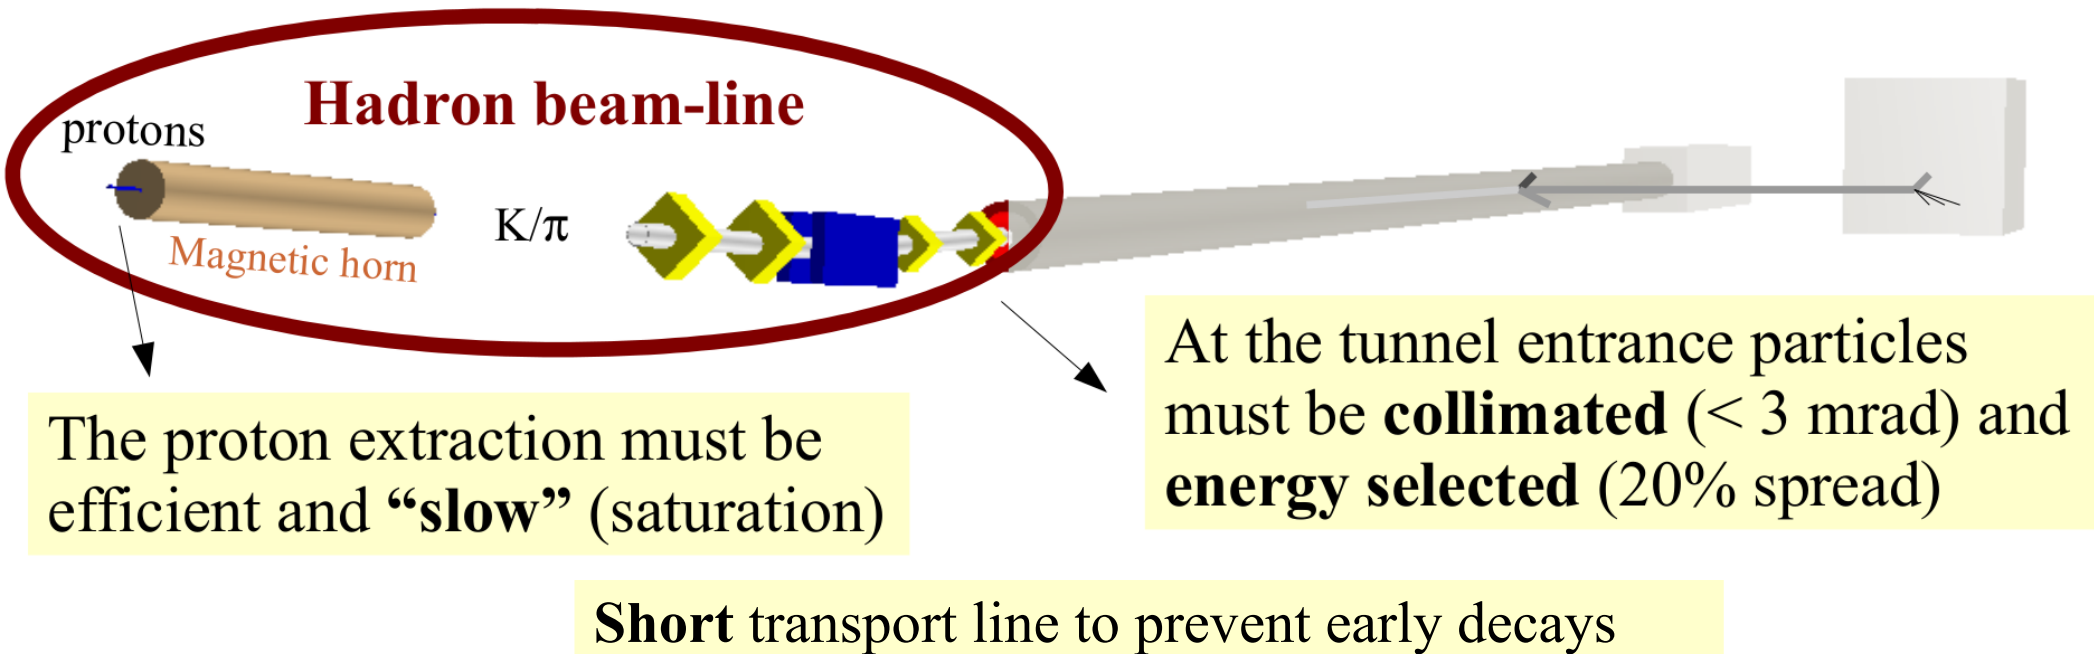 Hadron beam-line
protons
Magnetic horn
K/π
The proton extraction must be
efficient and “slow” (saturation)
At the tunnel entrance particles
must be collimated (< 3 mrad) and
energy selected (20% spread)
Short transport line to prevent early decays